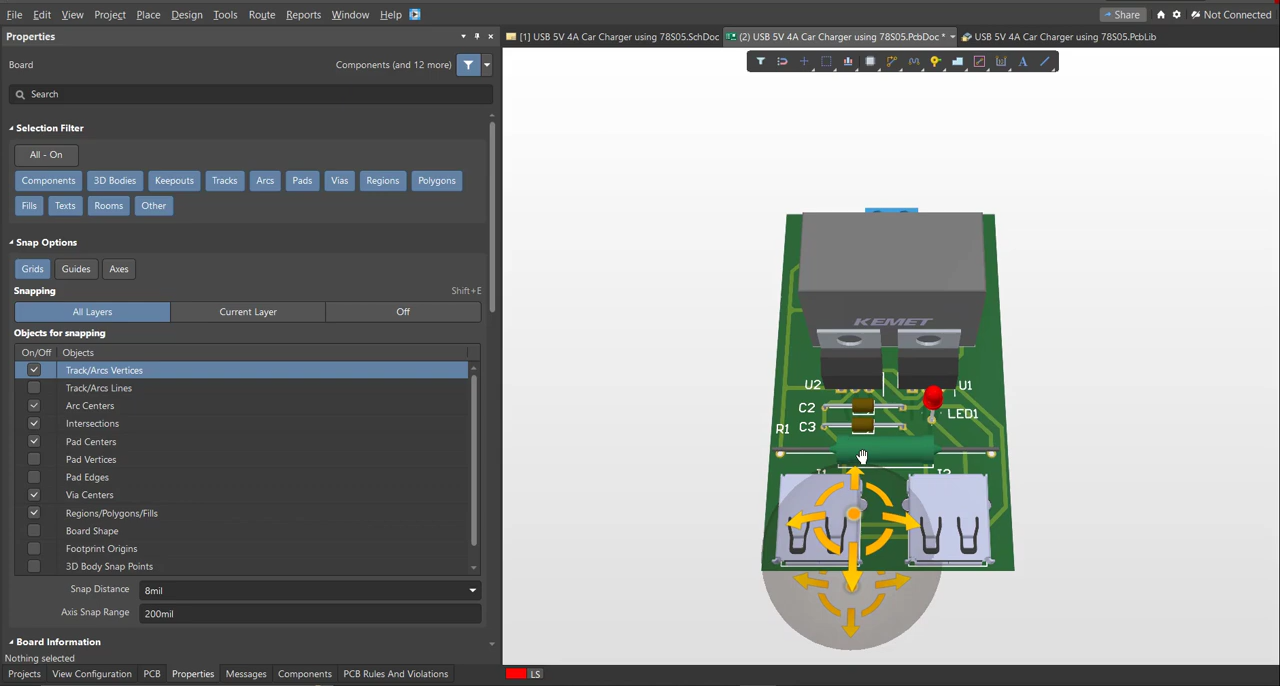 File Edit View Project Place Design Tools Route Reports Window Help Share Not Connected
Properties
[1] USB 5V 4A Car Charger using 78S05.SchDoc (2) USB 5V 4A Car Charger using 78S05.PcbDoc * USB 5V 4A Car Charger using 78S05.PcbLib
Board Components (and 12 more)
Search
Selection Filter
All - On
Components 3D Bodies Keepouts Tracks Arcs Pads Vias Regions Polygons
Fills Texts Rooms Other
Snap Options
Grids Guides Axes
Snapping Shift+E
All Layers Current Layer Off
Objects for snapping
On/Off Objects
Track/Arcs Vertices
Track/Arcs Lines
Arc Centers
Intersections
Pad Centers
Pad Vertices
Pad Edges
Via Centers
Regions/Polygons/Fills
Board Shape
Footprint Origins
3D Body Snap Points
Snap Distance 8mil
Axis Snap Range 200mil
Board Information
Nothing selected
Projects View Configuration PCB Properties Messages Components PCB Rules And Violations
LS
KEMET
U2 U1
C2 LED1
R1 C3